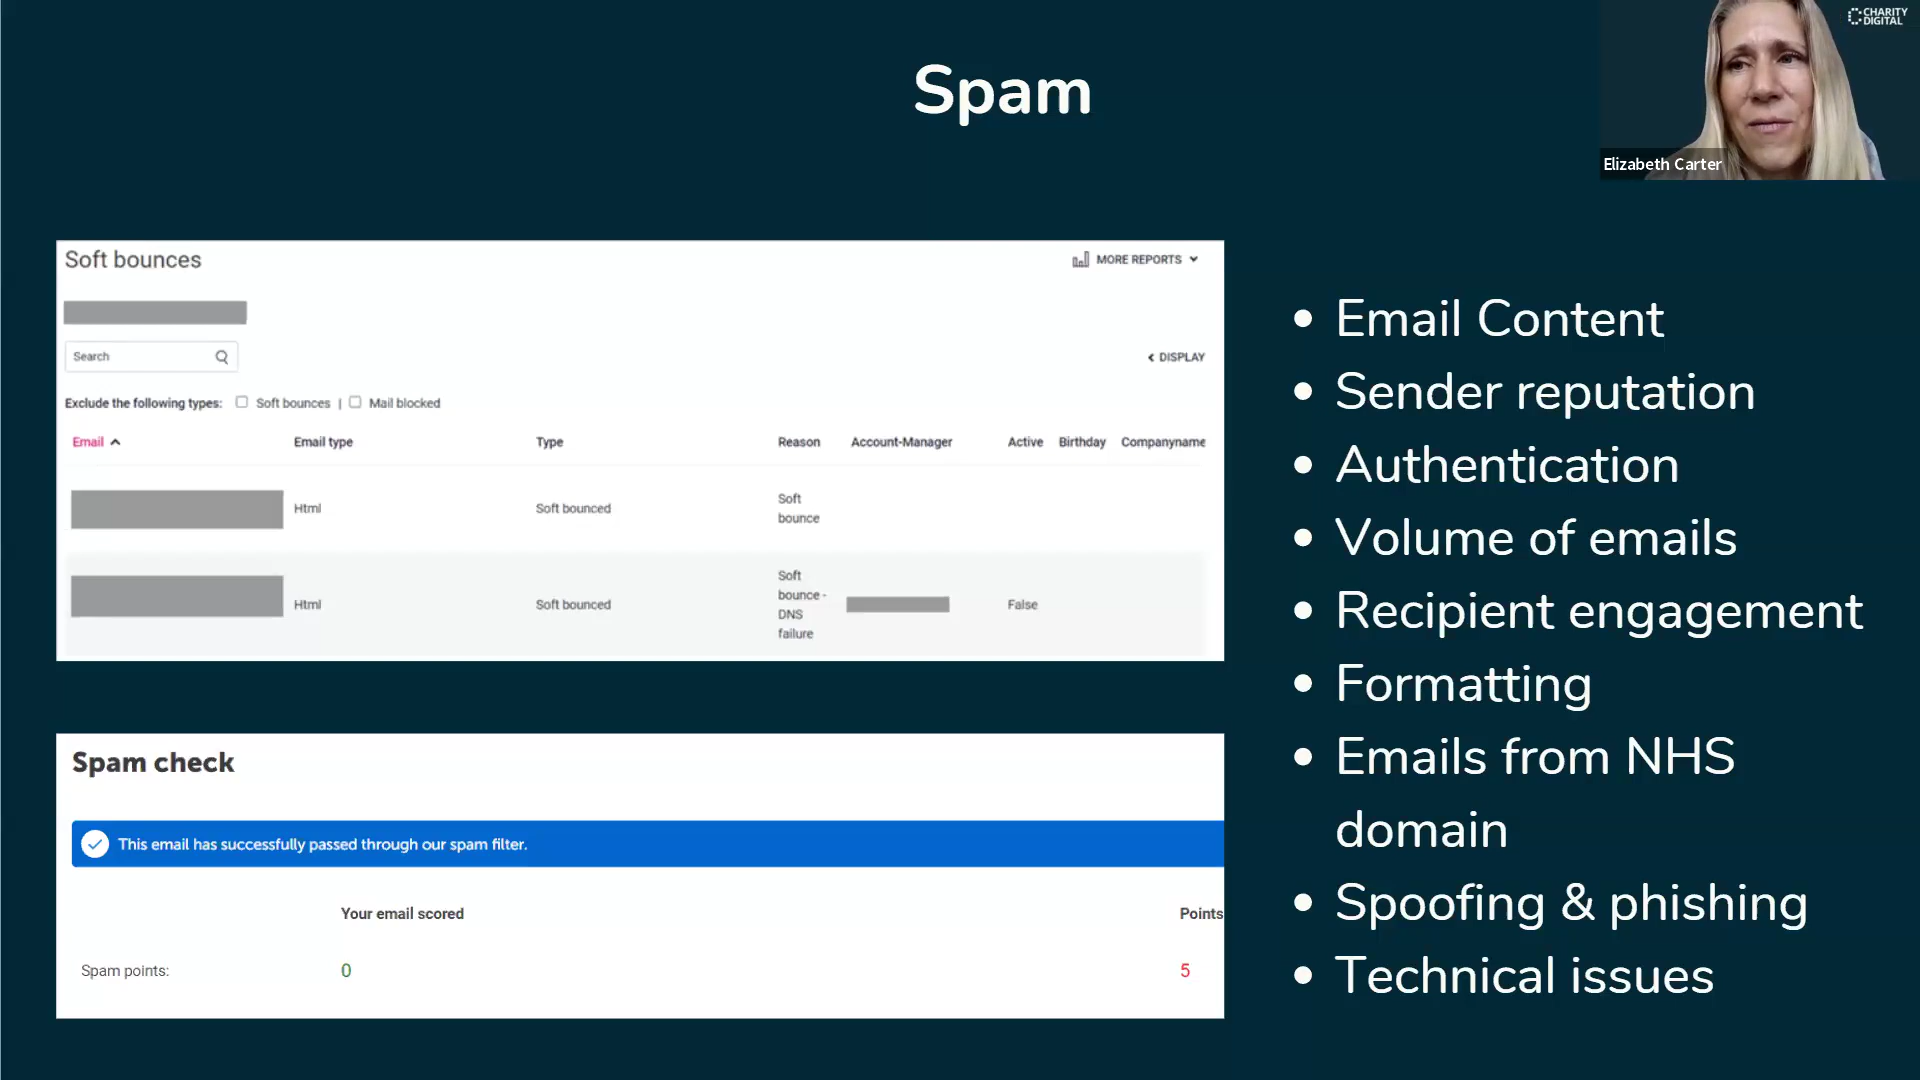 CHARITY
DIGITAL
Spam
Elizabeth Carter
Soft bounces
MORE REPORTS
Search
DISPLAY
Exclude the following types: Soft bounces | Mail blocked
Email Email type Type Reason Account-Manager Active Birthday Companyname
Html Soft bounced Soft bounce
Html Soft bounced Soft bounce - DNS failure False
Spam check
This email has successfully passed through our spam filter.
Your email scored Points
Spam points: 0 5
• Email Content
• Sender reputation
• Authentication
• Volume of emails
• Recipient engagement
• Formatting
• Emails from NHS
domain
• Spoofing & phishing
• Technical issues